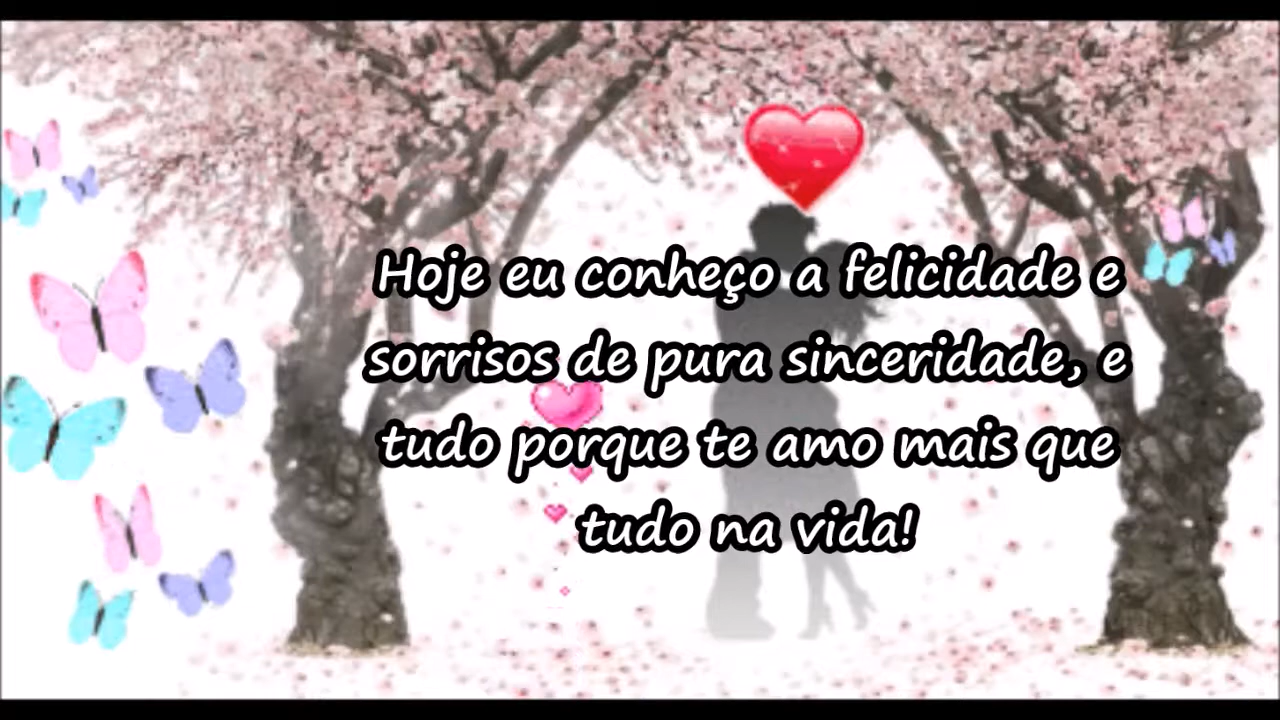 Hoje eu conheço a felicidade e
sorrisos de pura sinceridade, e
tudo porque te amo mais que
tudo na vida!